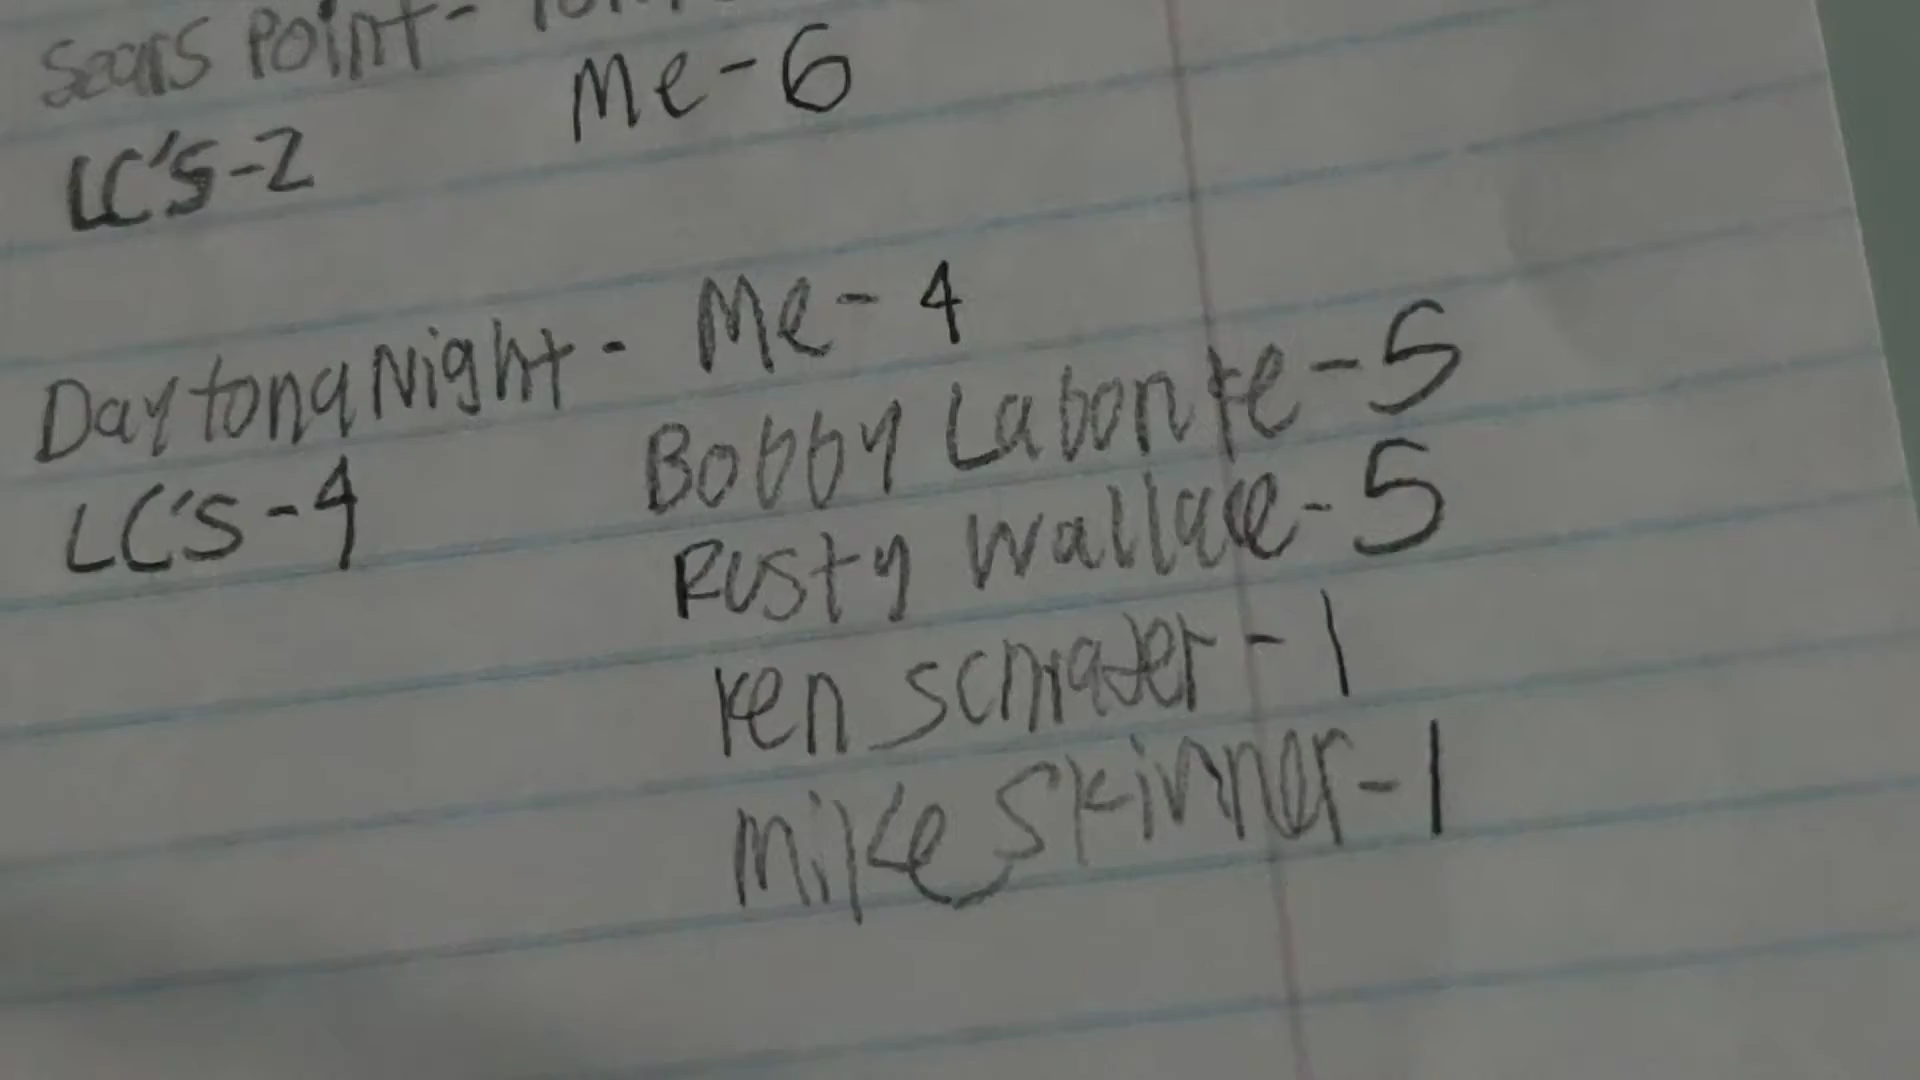 Sears Point-
Me-6
LC'S-2
Daytona Night - Me-4
Bobby Labonte-5
LC'S-4
Rusty Wallace-5
Ken Schrader-1
Mike Skinner-1